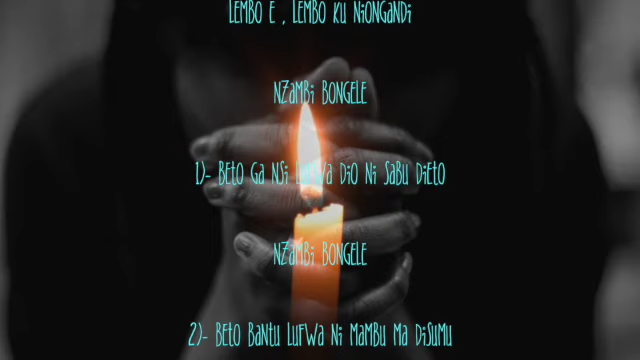 LEMBO E , LEMBO KU NIONGANDI
NZAMBI BONGELE
1)- BETO GA NSI LUFWA DIO NI SABU DIETO
NZAMBI BONGELE
2)- BETO BANTU LUFWA NI MAMBU MA DISUMU